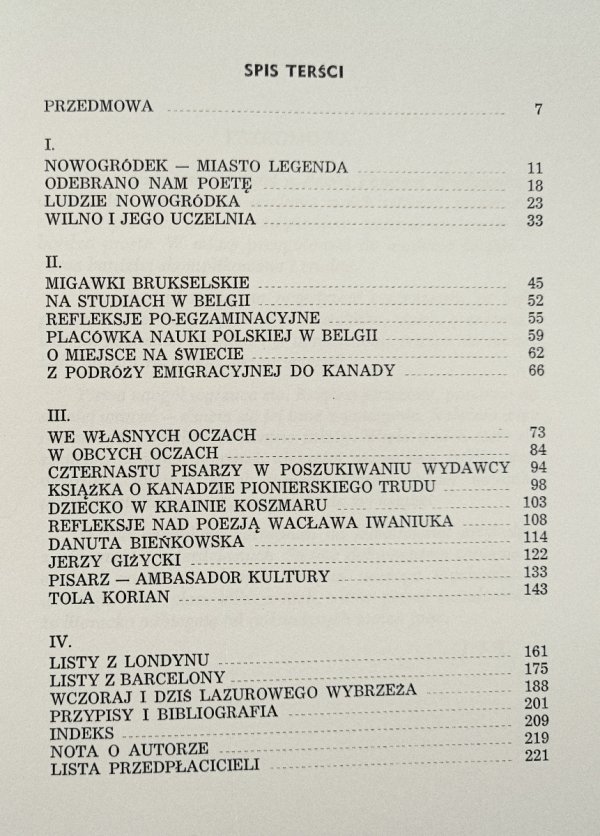 SPIS TERŚCI
PRZEDMOWA 7
I.
NOWOGRÓDEK — MIASTO LEGENDA 11
ODEBRANO NAM POETĘ 18
LUDZIE NOWOGRÓDKA 23
WILNO I JEGO UCZELNIA 33
II.
MIGAWKI BRUKSELSKIE 45
NA STUDIACH W BELGII 52
REFLEKSJE PO-EGZAMINACYJNE 55
PLACÓWKA NAUKI POLSKIEJ W BELGII 59
O MIEJSCE NA ŚWIECIE 62
Z PODRÓŻY EMIGRACYJNEJ DO KANADY 66
III.
WE WŁASNYCH OCZACH 73
W OBCYCH OCZACH 84
CZTERNASTU PISARZY W POSZUKIWANIU WYDAWCY 94
KSIĄŻKA O KANADZIE PIONIERSKIEGO TRUDU 98
DZIECKO W KRAINIE KOSZMARU 103
REFLEKSJE NAD POEZJĄ WACŁAWA IWANIUKA 108
DANUTA BIEŃKOWSKA 114
JERZY GIŻYCKI 122
PISARZ — AMBASADOR KULTURY 133
TOLA KORIAN 143
IV.
LISTY Z LONDYNU 161
LISTY Z BARCELONY 175
WCZORAJ I DZIŚ LAZUROWEGO WYBRZEŻA 188
PRZYPISY I BIBLIOGRAFIA 201
INDEKS 209
NOTA O AUTORZE 219
LISTA PRZEDPŁACICIELI 221